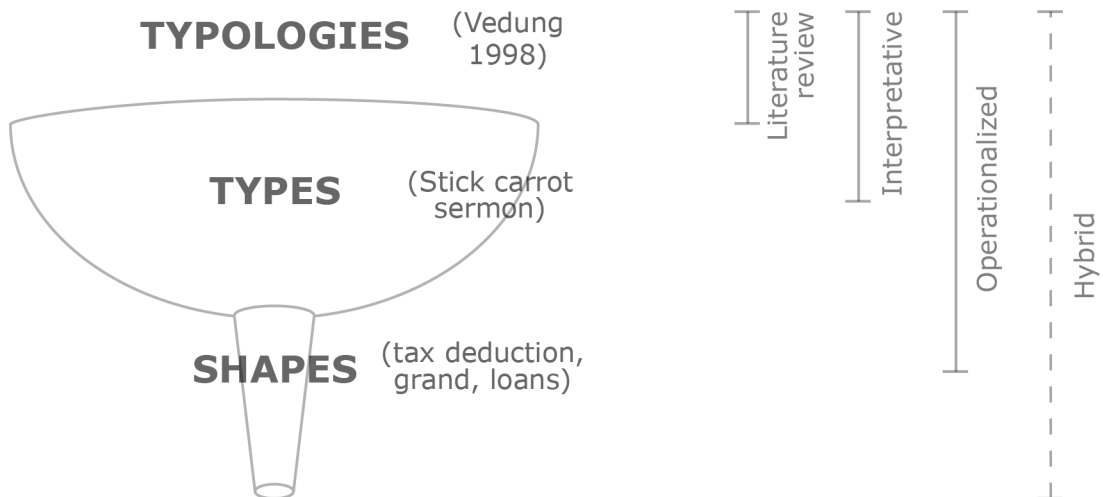 TYPOLOGIES
(Vedung
1998)
TYPES
(Stick carrot
sermon)
SHAPES
(tax deduction,
grand, loans)
Literature
review
Interpretative
Operationalized
Hybrid